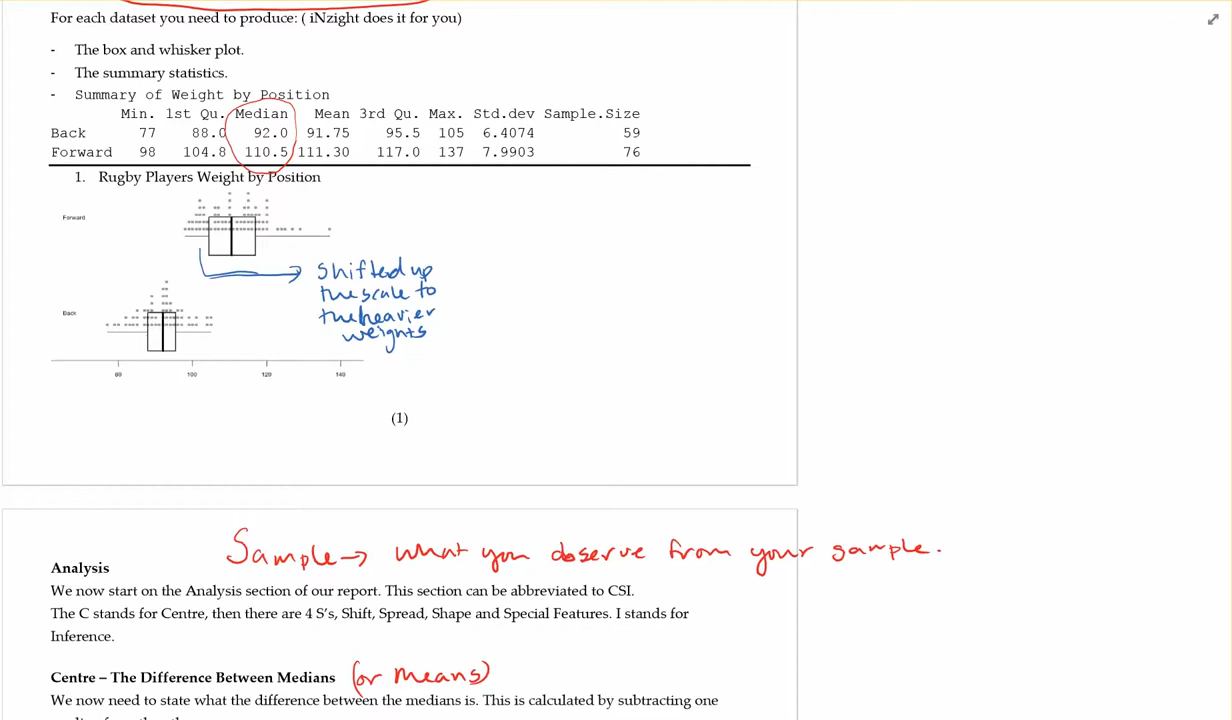 For each dataset you need to produce: ( iNzight does it for you)
- The box and whisker plot.
- The summary statistics.
- Summary of Weight by Position
Min. 1st Qu. Median Mean 3rd Qu. Max. Std.dev Sample.Size
Back 77 88.0 92.0 91.75 95.5 105 6.4074 59
Forward 98 104.8 110.5 111.30 117.0 137 7.9903 76
1. Rugby Players Weight by Position
Forward
Shifted up
the scale to
the heavier
weights
Back
80 100 120 140
(1)
Sample → what you observe from your sample.
Analysis
We now start on the Analysis section of our report. This section can be abbreviated to CSI.
The C stands for Centre, then there are 4 S's, Shift, Spread, Shape and Special Features. I stands for
Inference.
Centre – The Difference Between Medians (or means)
We now need to state what the difference between the medians is. This is calculated by subtracting one